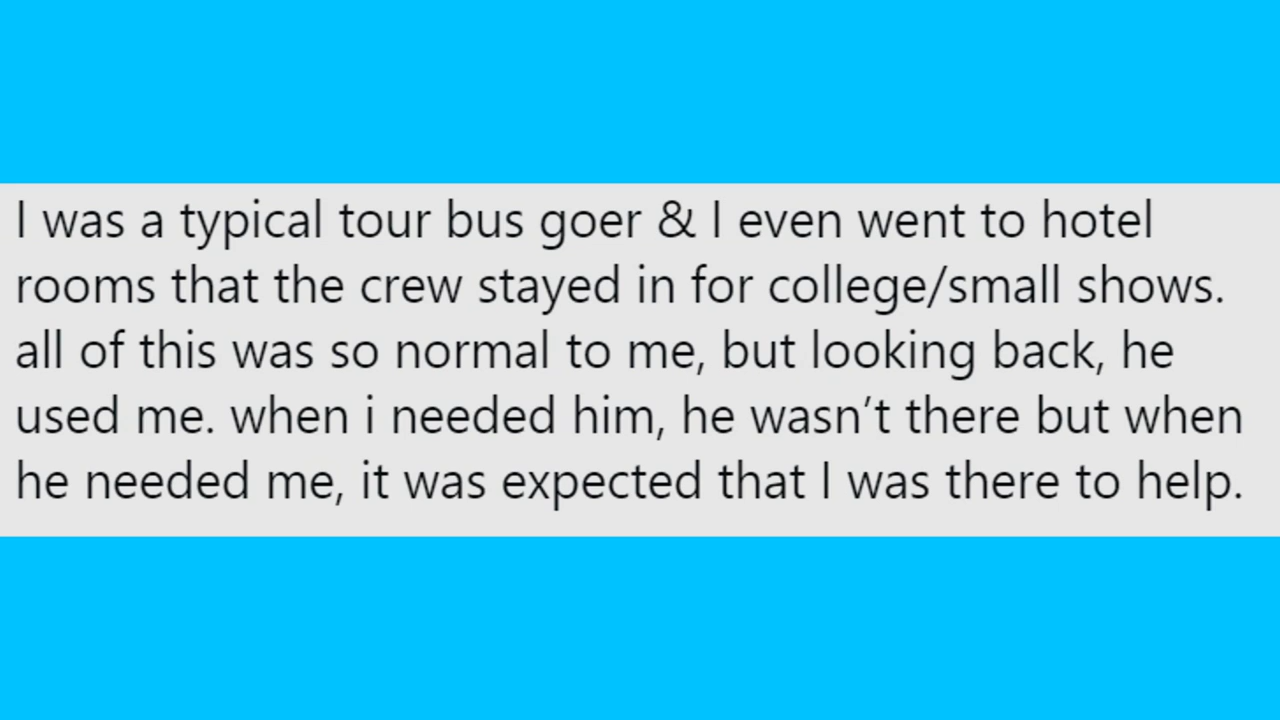 I was a typical tour bus goer & I even went to hotel
rooms that the crew stayed in for college/small shows.
all of this was so normal to me, but looking back, he
used me. when i needed him, he wasn't there but when
he needed me, it was expected that I was there to help.